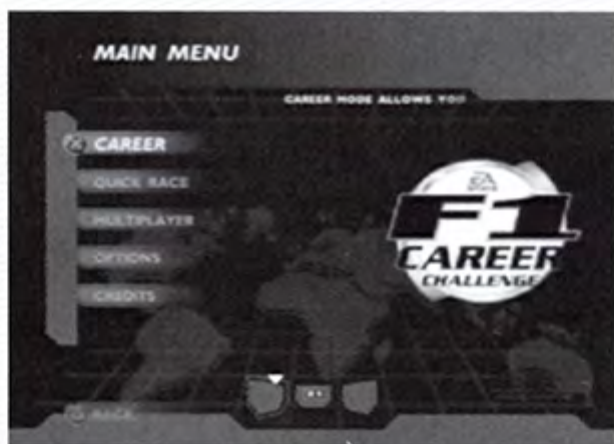 MAIN MENU
CAREER MODE ALLOWS YOU
CAREER
QUICK RACE
MULTIPLAYER
OPTIONS
CREDITS
BACK
EA
F1
CAREER
CHALLENGE